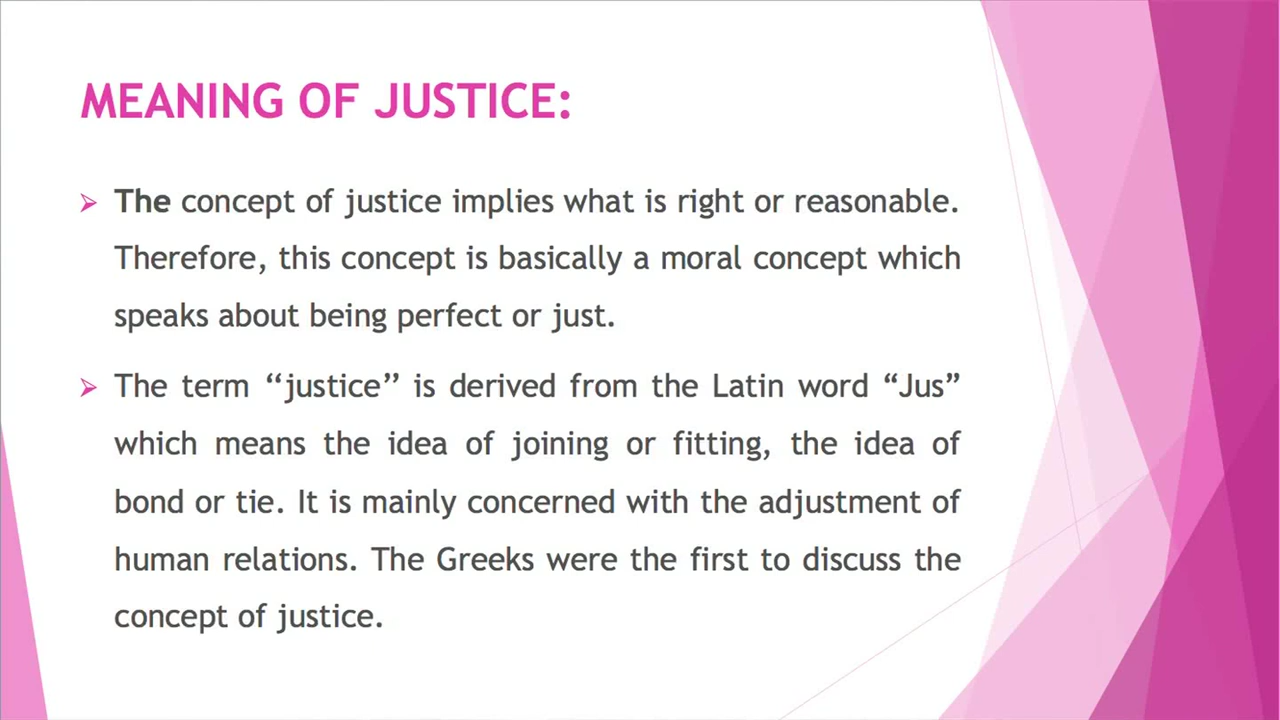 MEANING OF JUSTICE:
The concept of justice implies what is right or reasonable.
Therefore, this concept is basically a moral concept which
speaks about being perfect or just.
The term ‘‘justice’’ is derived from the Latin word “Jus”
which means the idea of joining or fitting, the idea of
bond or tie. It is mainly concerned with the adjustment of
human relations. The Greeks were the first to discuss the
concept of justice.